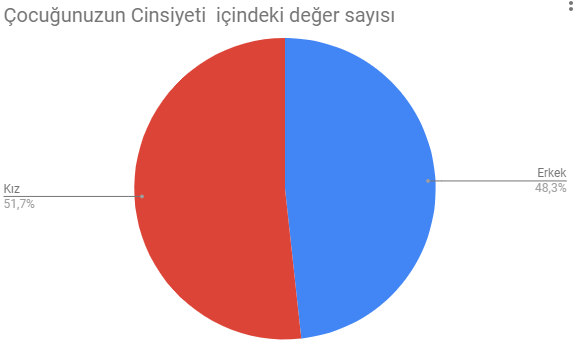 Çocuğunuzun Cinsiyeti  içindeki değer sayısı
Erkek
48,3%
Kız
51,7%